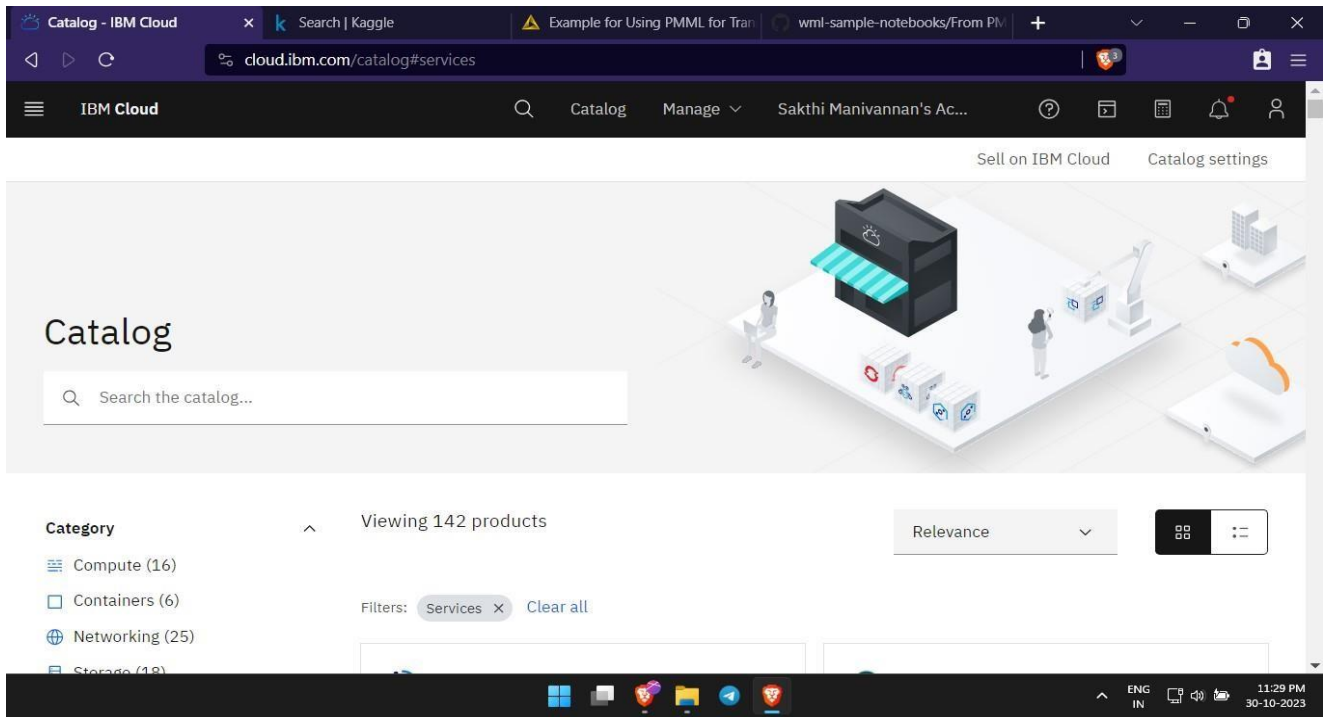 Catalog - IBM Cloud
Search | Kaggle
Example for Using PMML for Tran
wml-sample-notebooks/From PM
cloud.ibm.com/catalog#services
3
IBM Cloud
Catalog
Manage
Sakthi Manivannan's Ac...
Sell on IBM Cloud
Catalog settings
Catalog
Search the catalog...
Category
Compute (16)
Containers (6)
Networking (25)
Storage (18)
Viewing 142 products
Relevance
Filters: Services × Clear all
ENG
IN
11:29 PM
30-10-2023